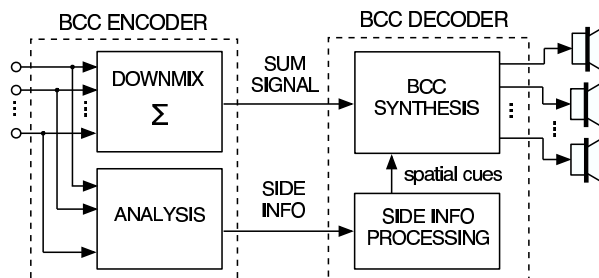 BCC ENCODER
DOWNMIX
Σ
ANALYSIS
SUM
SIGNAL
SIDE
INFO
BCC DECODER
BCC
SYNTHESIS
spatial cues
SIDE INFO
PROCESSING